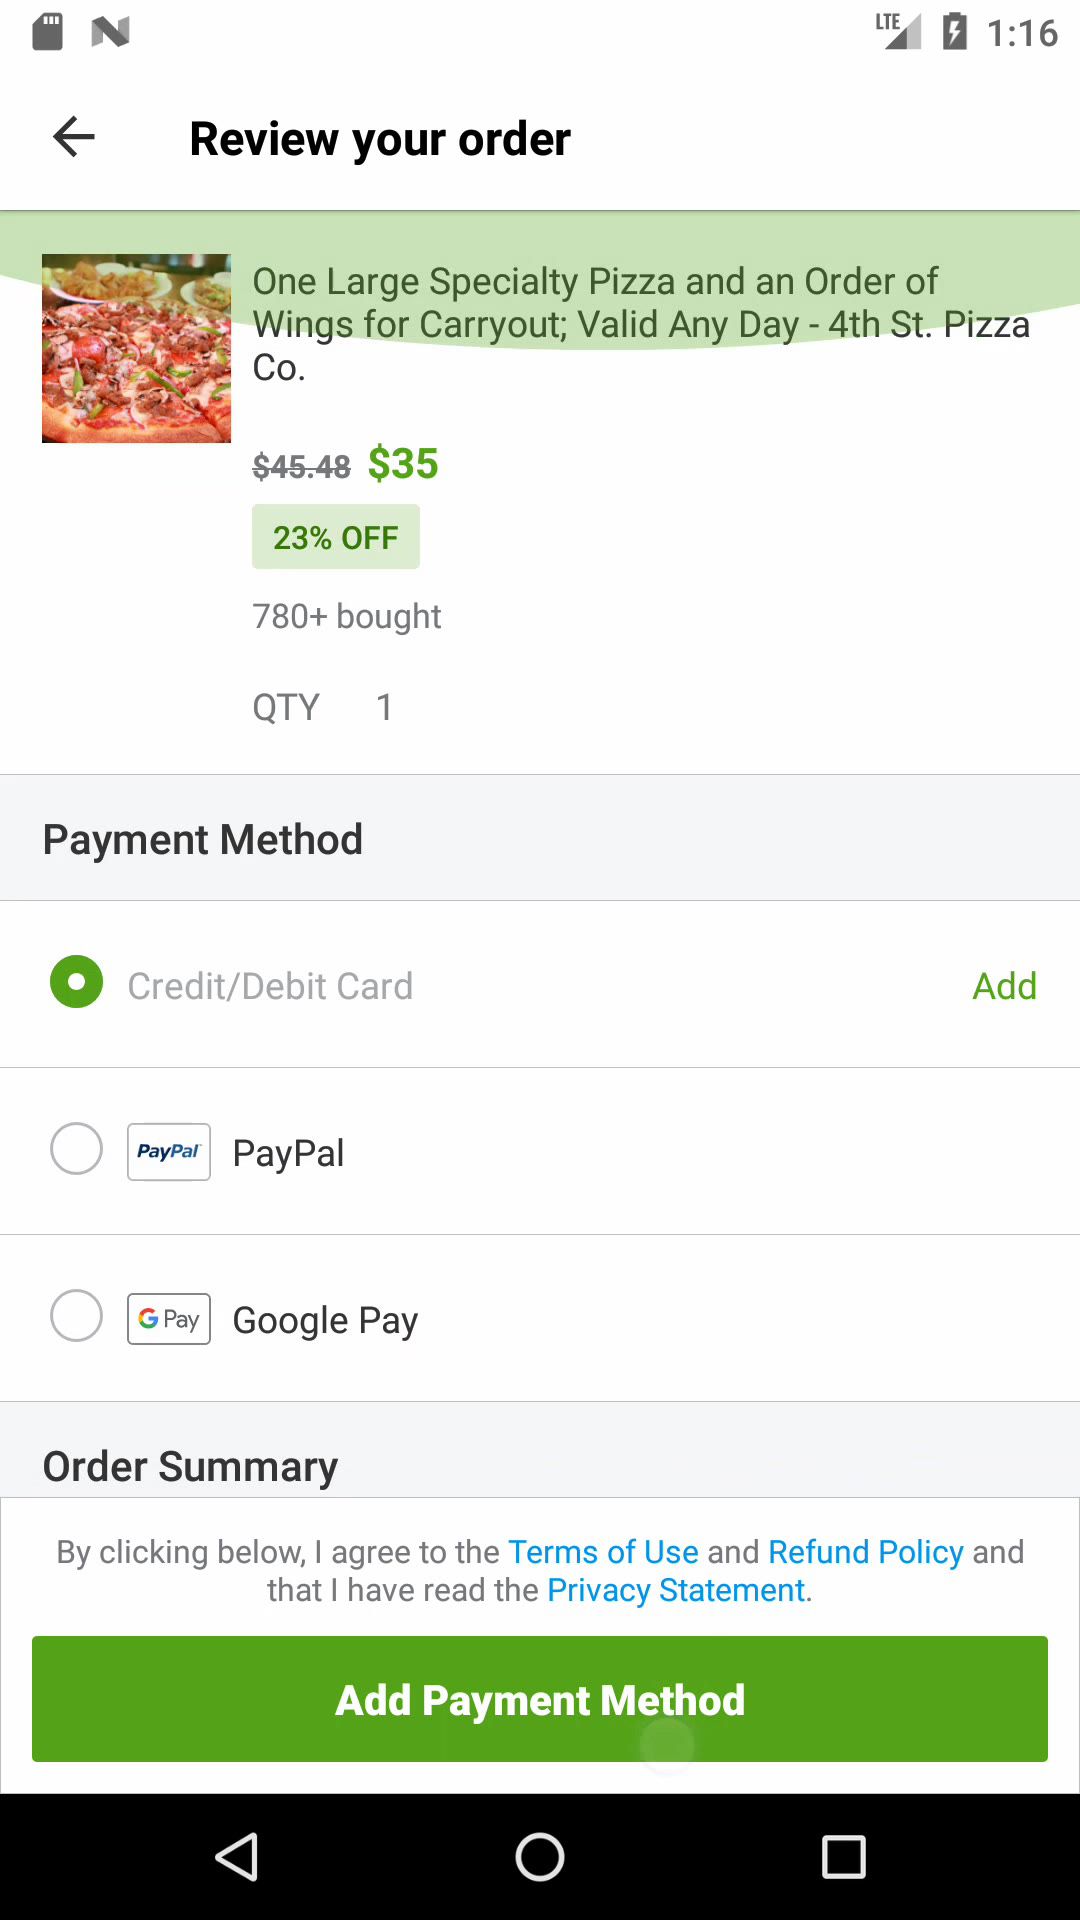 LTE 1:16
Review your order
One Large Specialty Pizza and an Order of
Wings for Carryout; Valid Any Day - 4th St. Pizza
Co.
$45.48 $35
23% OFF
780+ bought
QTY 1
Payment Method
Credit/Debit Card Add
PayPal PayPal
G Pay Google Pay
Order Summary
By clicking below, I agree to the Terms of Use and Refund Policy and
that I have read the Privacy Statement.
Add Payment Method